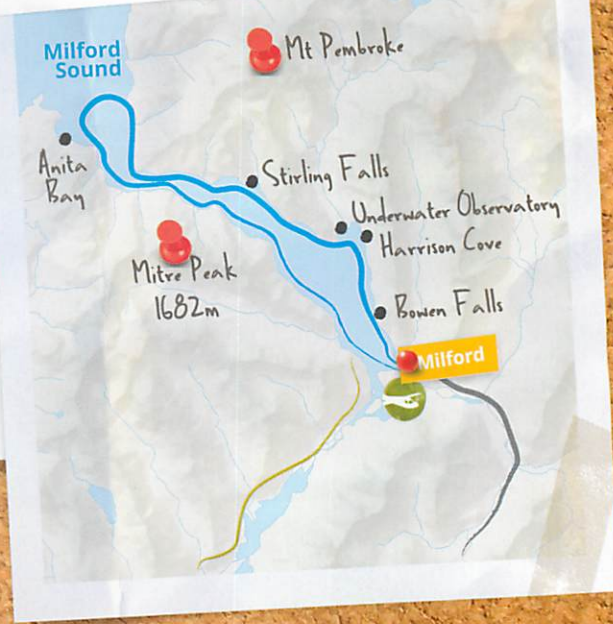 Milford
Sound
Mt Pembroke
Anita
Bay
Stirling Falls
Underwater Observatory
Harrison Cove
Mitre Peak
1682m
Bowen Falls
Milford